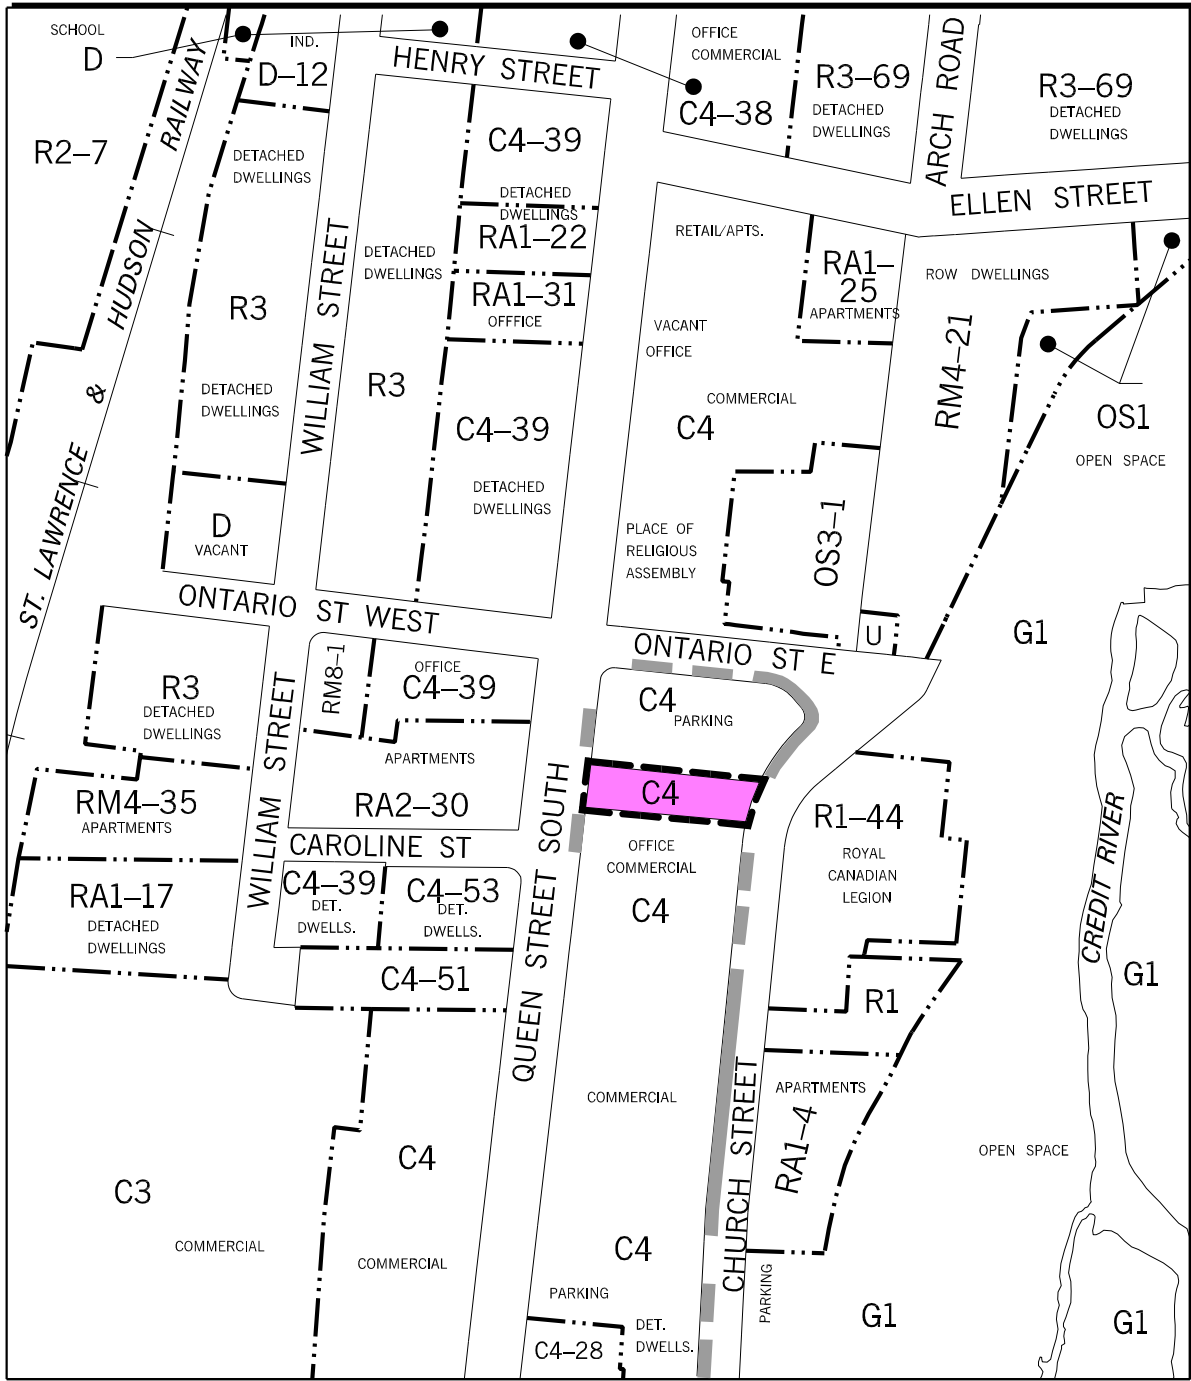 SCHOOL
D
R2–7
RAILWAY
HUDSON
&
ST. LAWRENCE
IND.
D–12
HENRY STREET
OFFICE
COMMERCIAL
C4–38
R3–69
DETACHED
DWELLINGS
ARCH ROAD
R3–69
DETACHED
DWELLINGS
ELLEN STREET
DETACHED
DWELLINGS
R3
DETACHED
DWELLINGS
D
VACANT
WILLIAM STREET
DETACHED
DWELLINGS
R3
C4–39
DETACHED
DWELLINGS
RA1–22
RA1–31
OFFFICE
C4–39
DETACHED
DWELLINGS
RETAIL/APTS.
VACANT
OFFICE
COMMERCIAL
C4
PLACE OF
RELIGIOUS
ASSEMBLY
RA1–
25
APARTMENTS
OS3–1
U
ROW DWELLINGS
RM4–21
OS1
OPEN SPACE
G1
ONTARIO ST WEST
ONTARIO ST E
R3
DETACHED
DWELLINGS
RM4–35
APARTMENTS
RA1–17
DETACHED
DWELLINGS
WILLIAM STREET
RM8–1
OFFICE
C4–39
APARTMENTS
RA2–30
CAROLINE ST
C4–39
DET.
DWELLS.
C4–53
DET.
DWELLS.
C4–51
QUEEN STREET SOUTH
C4
PARKING
C4
OFFICE
COMMERCIAL
C4
COMMERCIAL
C4
PARKING
C4–28
DET.
DWELLS.
CHURCH STREET
PARKING
R1–44
ROYAL
CANADIAN
LEGION
R1
APARTMENTS
RA1–4
CREDIT RIVER
G1
OPEN SPACE
G1
G1
C3
COMMERCIAL
C4
COMMERCIAL